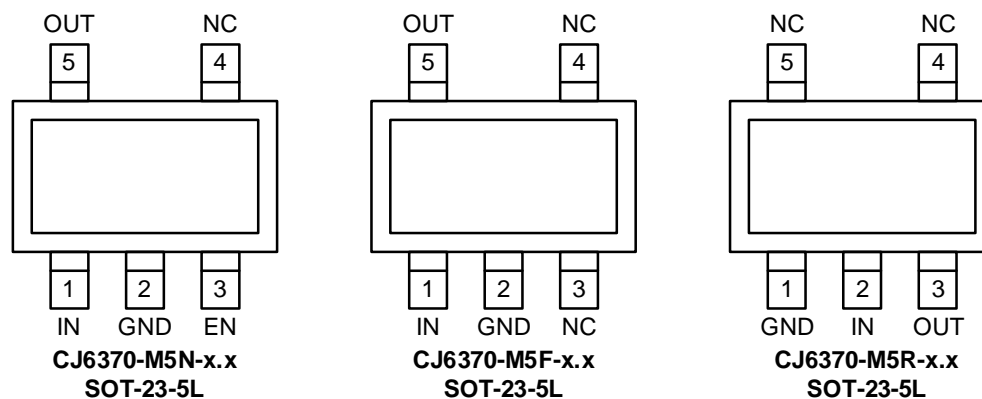 OUT NC
5 4
1 2 3
IN GND EN
CJ6370-M5N-x.x
SOT-23-5L
OUT NC
5 4
1 2 3
IN GND NC
CJ6370-M5F-x.x
SOT-23-5L
NC NC
5 4
1 2 3
GND IN OUT
CJ6370-M5R-x.x
SOT-23-5L